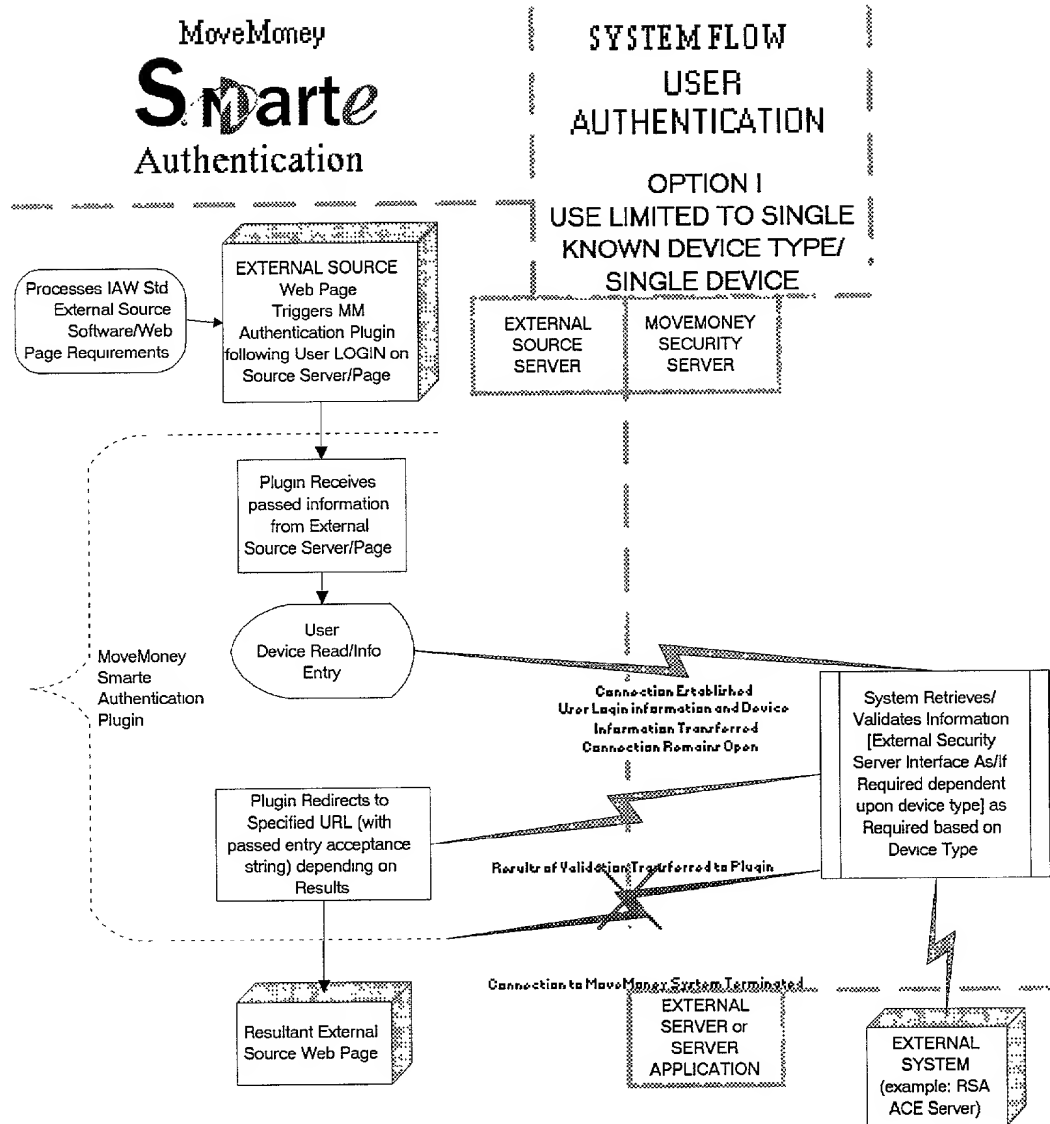 MoveMoney
Smarte
Authentication
SYSTEM FLOW
USER
AUTHENTICATION
OPTION I
USE LIMITED TO SINGLE
KNOWN DEVICE TYPE/
SINGLE DEVICE
Processes IAW Std
External Source
Software/Web
Page Requirements
EXTERNAL SOURCE
Web Page
Triggers MM
Authentication Plugin
following User LOGIN on
Source Server/Page
EXTERNAL
SOURCE
SERVER
MOVEMONEY
SECURITY
SERVER
Plugin Receives
passed information
from External
Source Server/Page
User
Device Read/Info
Entry
MoveMoney
Smarte
Authentication
Plugin
Connection Established
User Login information and Device
Information Transferred
Connection Remains Open
System Retrieves/
Validates Information
[External Security
Server Interface As/If
Required dependent
upon device type] as
Required based on
Device Type
Plugin Redirects to
Specified URL (with
passed entry acceptance
string) depending on
Results
Results of Validation Transferred to Plugin
Connection to MoveMoney System Terminated
Resultant External
Source Web Page
EXTERNAL
SERVER or
SERVER
APPLICATION
EXTERNAL
SYSTEM
(example: RSA
ACE Server)